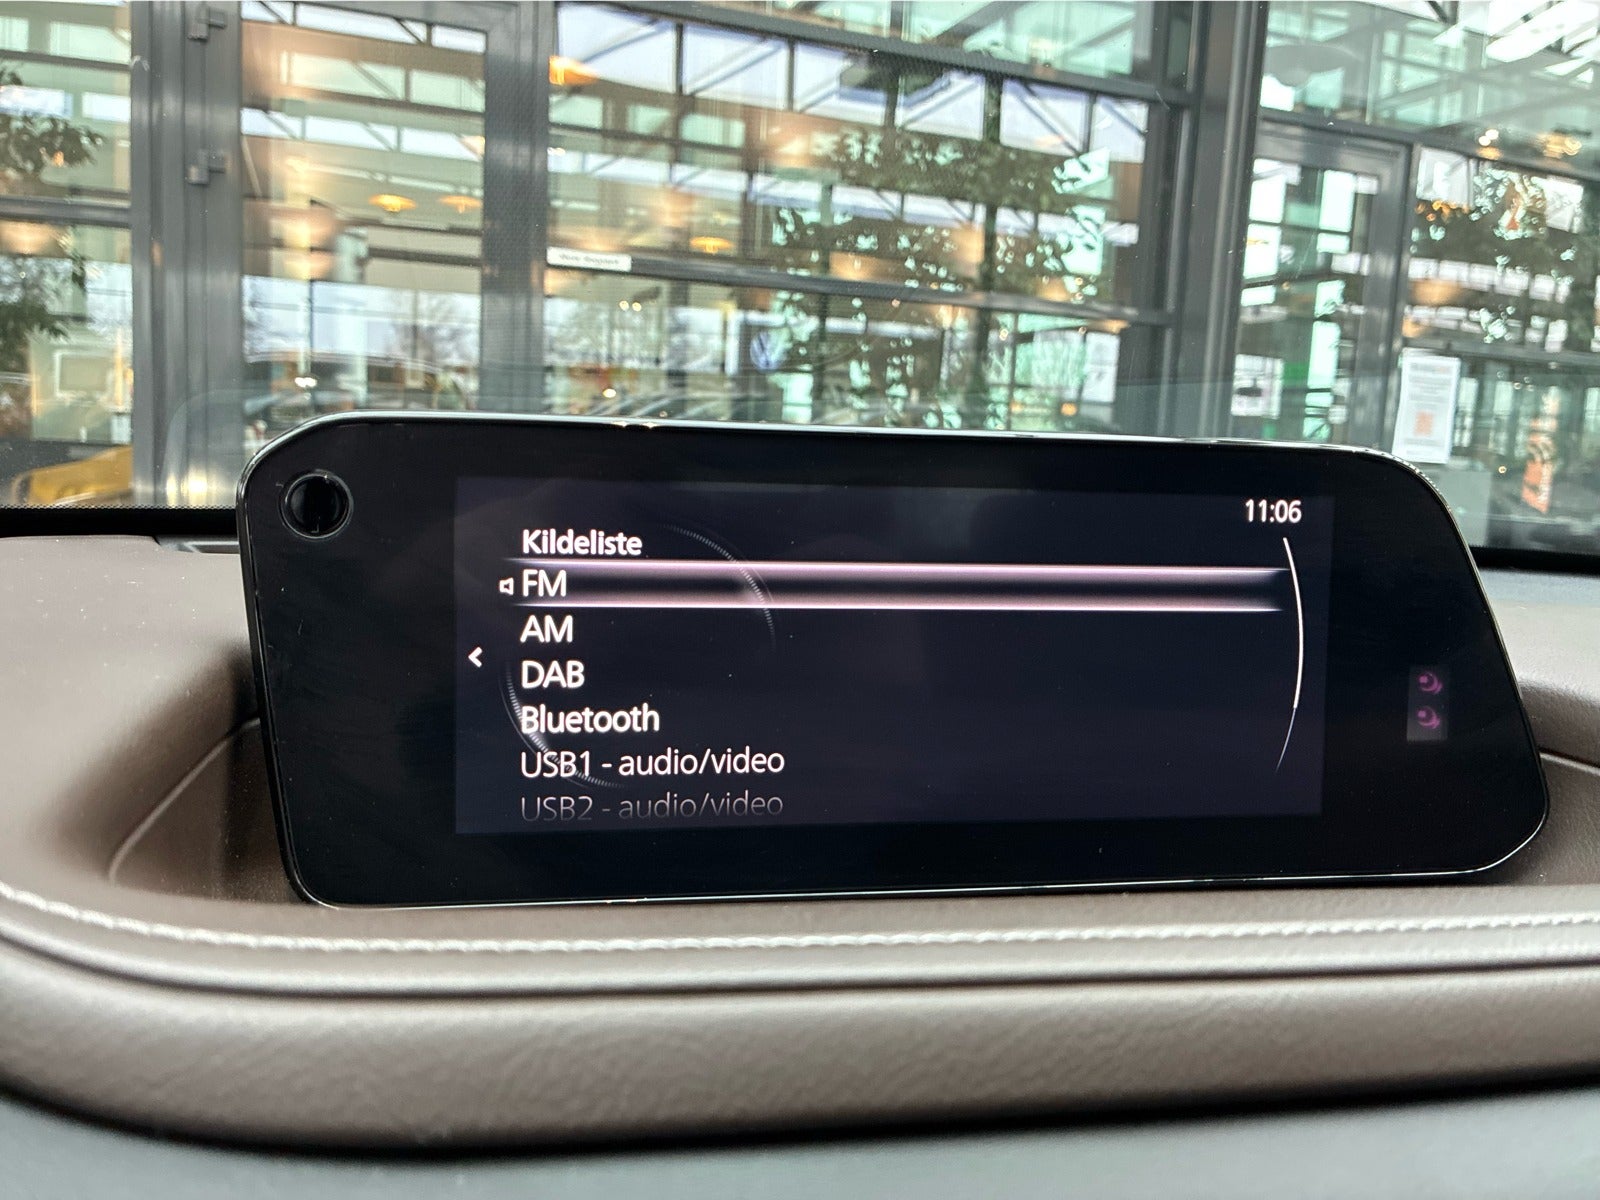 11:06
Kildeliste
FM
AM
DAB
Bluetooth
USB1 - audio/video
USB2 - audio/video